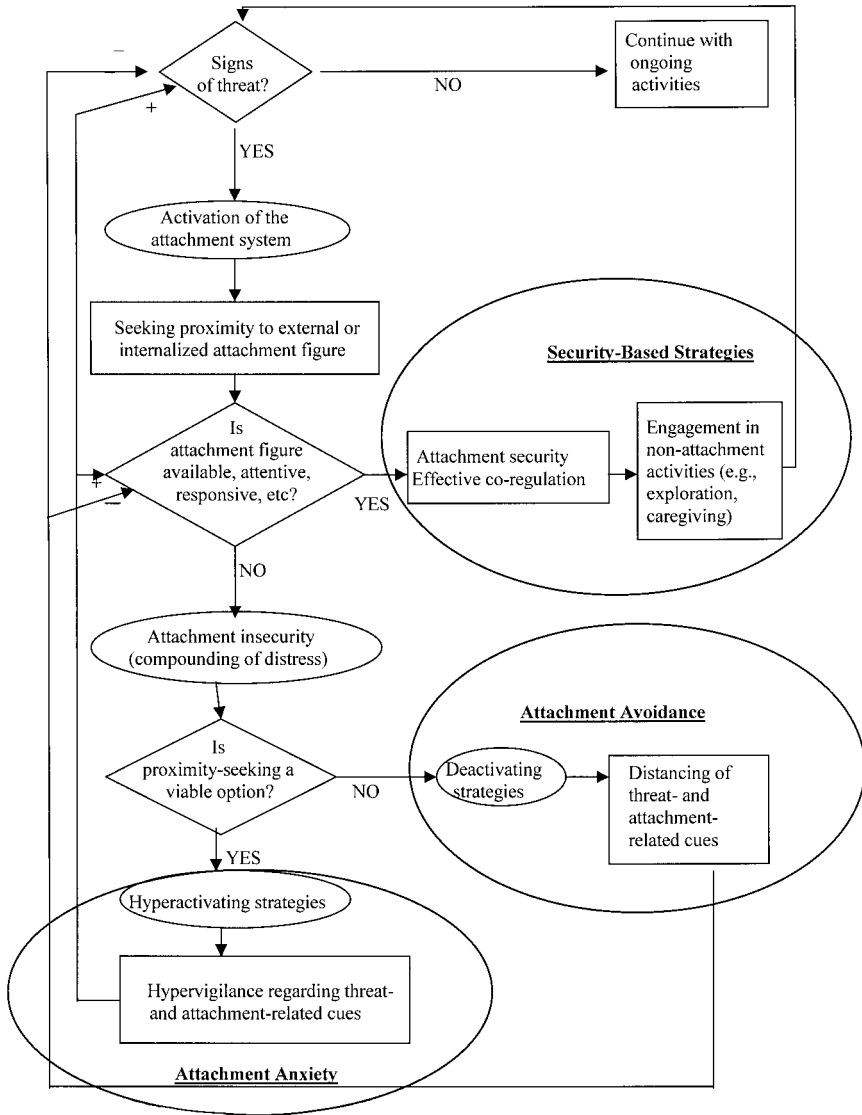 Signs
of threat?
–
+
NO
Continue with
ongoing
activities
YES
Activation of the
attachment system
Seeking proximity to external or
internalized attachment figure
Security-Based Strategies
Is
attachment figure
available, attentive,
responsive, etc?
+
–
YES
Attachment security
Effective co-regulation
Engagement in
non-attachment
activities (e.g.,
exploration,
caregiving)
NO
Attachment insecurity
(compounding of distress)
Attachment Avoidance
Is
proximity-seeking a
viable option?
NO
Deactivating
strategies
Distancing of
threat- and
attachment-
related cues
YES
Hyperactivating strategies
Hypervigilance regarding threat-
and attachment-related cues
Attachment Anxiety